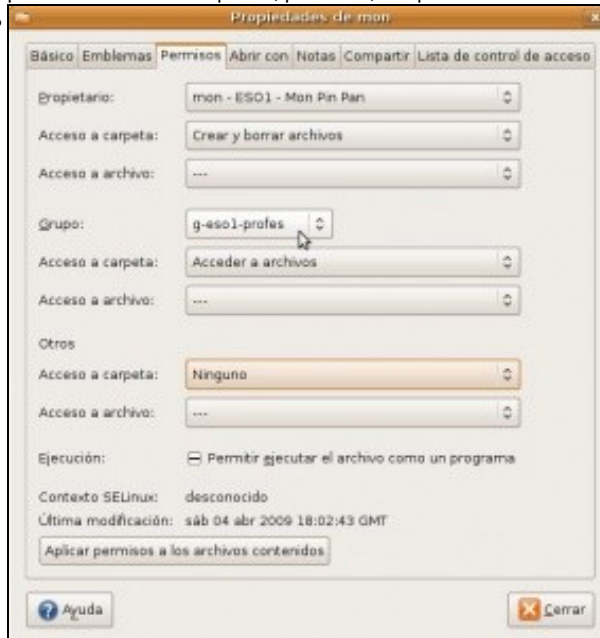 Propiedades de mon
Básico Emblemas Permisos Abrir con Notas Compartir Lista de control de acceso
Propietario: mon - ESO1 - Mon Pin Pan
Acceso a carpeta: Crear y borrar archivos
Acceso a archivo: ---
Grupo: g-eso1-profes
Acceso a carpeta: Acceder a archivos
Acceso a archivo: ---
Otros
Acceso a carpeta: Ninguno
Acceso a archivo: ---
Ejecución: Permitir ejecutar el archivo como un programa
Contexto SELinux: desconocido
Última modificación: sáb 04 abr 2009 18:02:43 GMT
Aplicar permisos a los archivos contenidos
Ayuda Cerrar